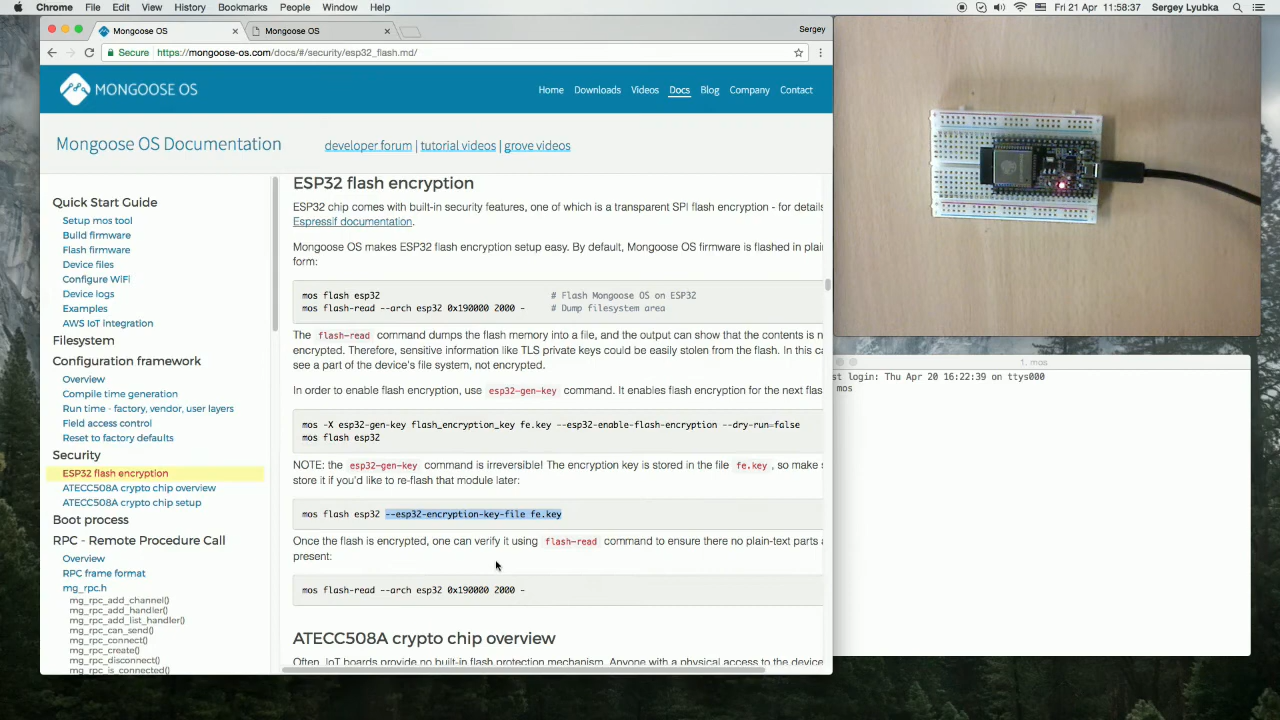 Chrome File Edit View History Bookmarks People Window Help
Fri 21 Apr 11:58:37 Sergey Lyubka
Mongoose OS
Mongoose OS
Sergey
Secure https://mongoose-os.com/docs/#/security/esp32_flash.md/
MONGOOSE OS
Home Downloads Videos Docs Blog Company Contact
Mongoose OS Documentation
developer forum | tutorial videos | grove videos
Quick Start Guide
Setup mos tool
Build firmware
Flash firmware
Device files
Configure WiFi
Device logs
Examples
AWS IoT integration
Filesystem
Configuration framework
Overview
Compile time generation
Run time - factory, vendor, user layers
Field access control
Reset to factory defaults
Security
ESP32 flash encryption
ATECC508A crypto chip overview
ATECC508A crypto chip setup
Boot process
RPC - Remote Procedure Call
Overview
RPC frame format
mg_rpc.h
mg_rpc_add_channel()
mg_rpc_add_handler()
mg_rpc_add_list_handler()
mg_rpc_can_send()
mg_rpc_connect()
mg_rpc_create()
mg_rpc_disconnect()
mg_rpc_is_connected()
ESP32 flash encryption
ESP32 chip comes with built-in security features, one of which is a transparent SPI flash encryption - for details
Espressif documentation.
Mongoose OS makes ESP32 flash encryption setup easy. By default, Mongoose OS firmware is flashed in plain
form:
mos flash esp32 # Flash Mongoose OS on ESP32
mos flash-read --arch esp32 0x190000 2000 - # Dump filesystem area
The flash-read command dumps the flash memory into a file, and the output can show that the contents is n
encrypted. Therefore, sensitive information like TLS private keys could be easily stolen from the flash. In this ca
see a part of the device's file system, not encrypted.
In order to enable flash encryption, use esp32-gen-key command. It enables flash encryption for the next flas
mos -X esp32-gen-key flash_encryption_key fe.key --esp32-enable-flash-encryption --dry-run=false
mos flash esp32
NOTE: the esp32-gen-key command is irreversible! The encryption key is stored in the file fe.key , so make s
store it if you'd like to re-flash that module later:
mos flash esp32 --esp32-encryption-key-file fe.key
Once the flash is encrypted, one can verify it using flash-read command to ensure there no plain-text parts a
present:
mos flash-read --arch esp32 0x190000 2000 -
ATECC508A crypto chip overview
Often, IoT boards provide no built-in flash protection mechanism. Anyone with a physical access to the device
1. mos
st login: Thu Apr 20 16:22:39 on ttys000
mos